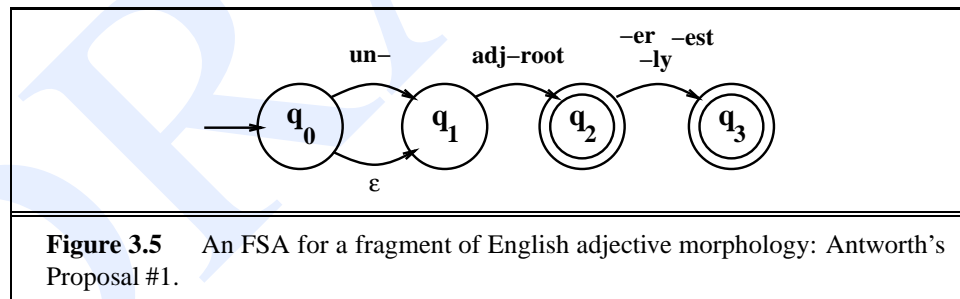 un− adj−root −er −est
−ly
q0 q1 q2 q3
ε
Figure 3.5 An FSA for a fragment of English adjective morphology: Antworth's
Proposal #1.